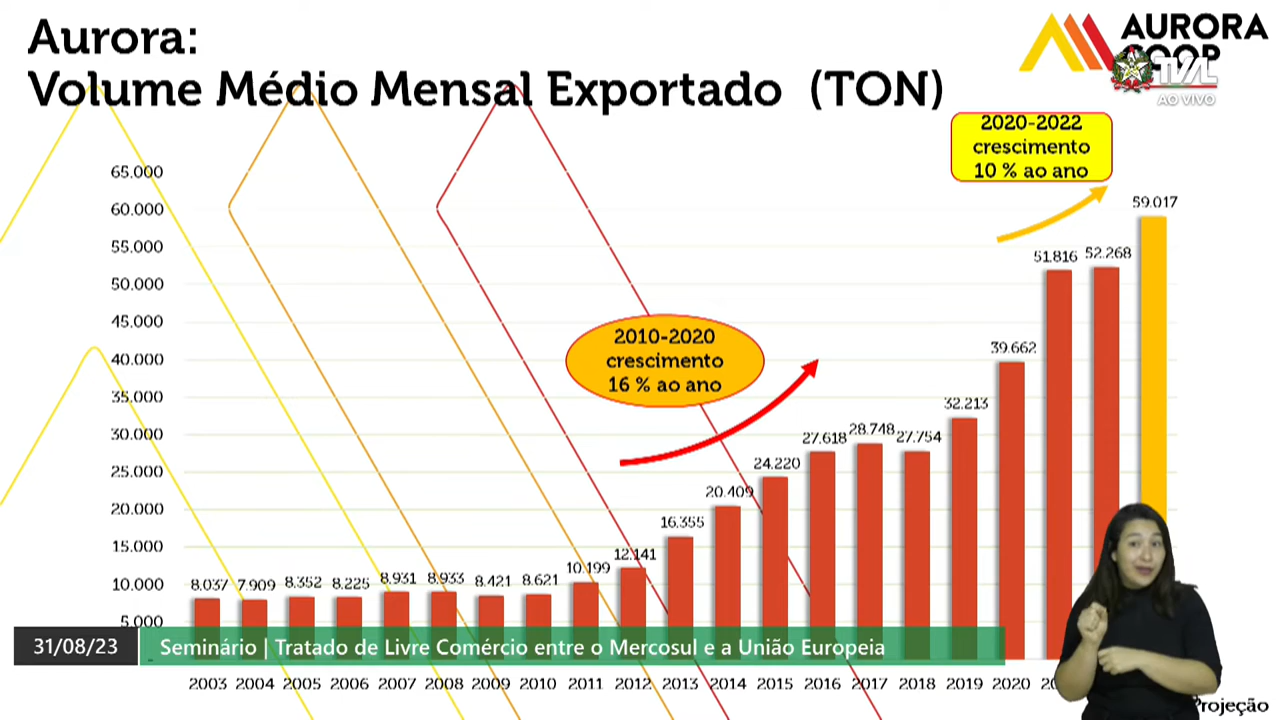 Aurora:
Volume Médio Mensal Exportado (TON)
AURORA
COOP
TVAL
AO VIVO
2020-2022
crescimento
10 % ao ano
65.000
60.000
55.000
50.000
45.000
40.000
35.000
30.000
25.000
20.000
15.000
10.000
5.000
2010-2020
crescimento
16 % ao ano
8.037 7.909 8.352 8.225 8.931 8.933 8.421 8.621 10.199 12.141 16.355 20.409 24.220 27.618 28.748 27.754 32.213 39.662 51.816 52.268 59.017
31/08/23
Seminário | Tratado de Livre Comércio entre o Mercosul e a União Europeia
2003 2004 2005 2006 2007 2008 2009 2010 2011 2012 2013 2014 2015 2016 2017 2018 2019 2020
Projeção